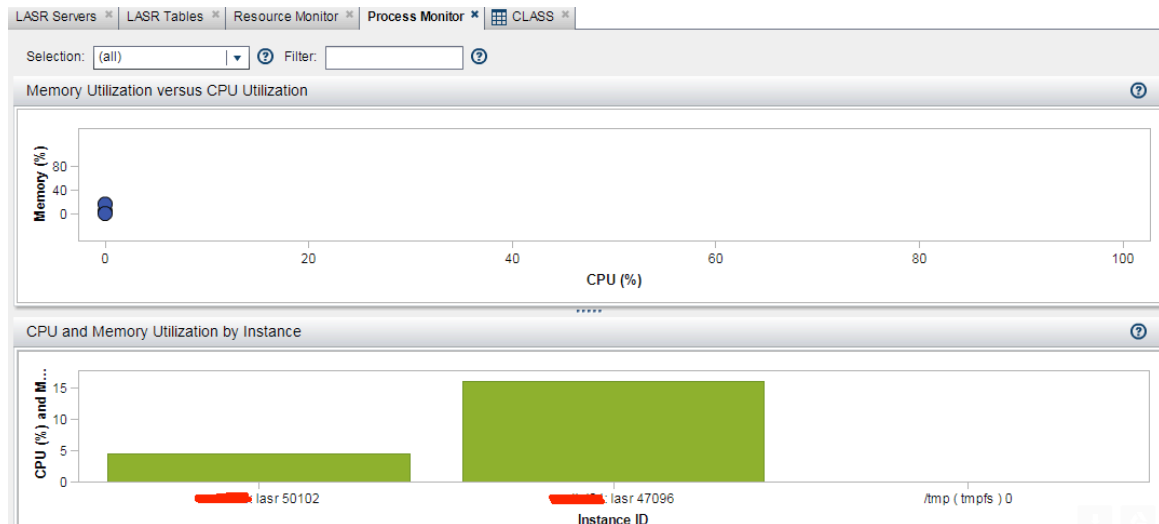 LASR Servers LASR Tables Resource Monitor Process Monitor CLASS
Selection: (all) Filter:
Memory Utilization versus CPU Utilization
Memory (%)
80
40
0
0 20 40 60 80 100
CPU (%)
CPU and Memory Utilization by Instance
CPU (%) and M...
15
10
5
0
: lasr 50102 : lasr 47096 /tmp ( tmpfs ) 0
Instance ID